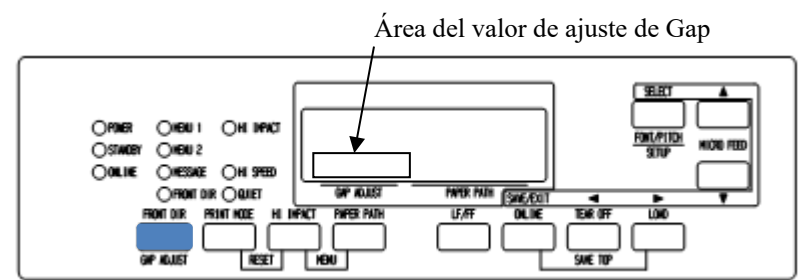 Área del valor de ajuste de Gap
SELECT ▲
POWER MENU 1 HI IMPACT
FONT/PITCH MICRO FEED
STANDBY MENU 2
SETUP
ONLINE MESSAGE HI SPEED
FRONT DIR QUIET
GAP ADJUST PAPER PATH SAVE/EXIT ◄ ► ▼
FRONT DIR PRINT MODE HI IMPACT PAPER PATH LF/FF ONLINE TEAR OFF LOAD
GAP ADJUST RESET MENU SAVE TOP